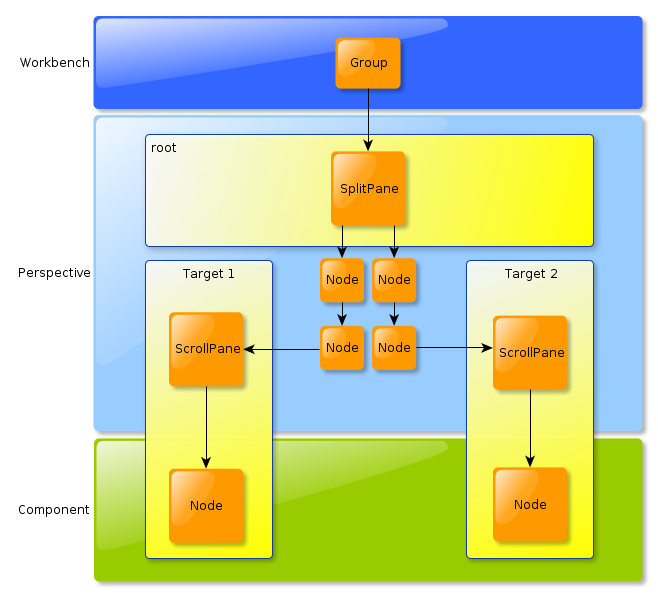 Workbench
Group
root
SplitPane
Perspective
Target 1
Node
Node
Target 2
ScrollPane
Node
Node
ScrollPane
Component
Node
Node